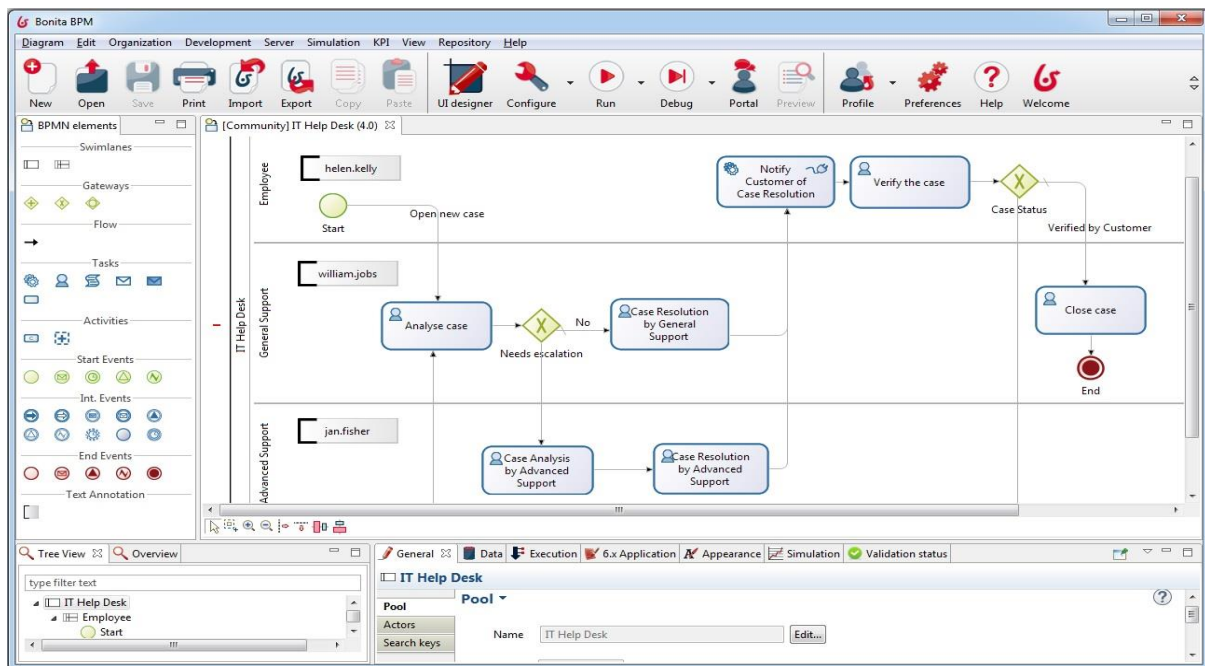 Bonita BPM
Diagram Edit Organization Development Server Simulation KPI View Repository Help
New Open Save Print Import Export Copy Paste UI designer Configure Run Debug Portal Preview Profile Preferences Help Welcome
BPMN elements
[Community] IT Help Desk (4.0)
Swimlanes
Gateways
Flow
Tasks
Activities
Start Events
Int. Events
End Events
Text Annotation
IT Help Desk
Employee
helen.kelly
Start
Open new case
Notify
Customer of
Case Resolution
Verify the case
X
Case Status
Verified by Customer
General Support
william.jobs
Analyse case
X
Needs escalation
No
Case Resolution
by General
Support
Close case
End
Advanced Support
jan.fisher
Case Analysis
by Advanced
Support
Case Resolution
by Advanced
Support
Tree View Overview
type filter text
IT Help Desk
Employee
Start
General Data Execution 6.x Application Appearance Simulation Validation status
IT Help Desk
Pool
Actors
Search keys
Pool
Name IT Help Desk Edit...